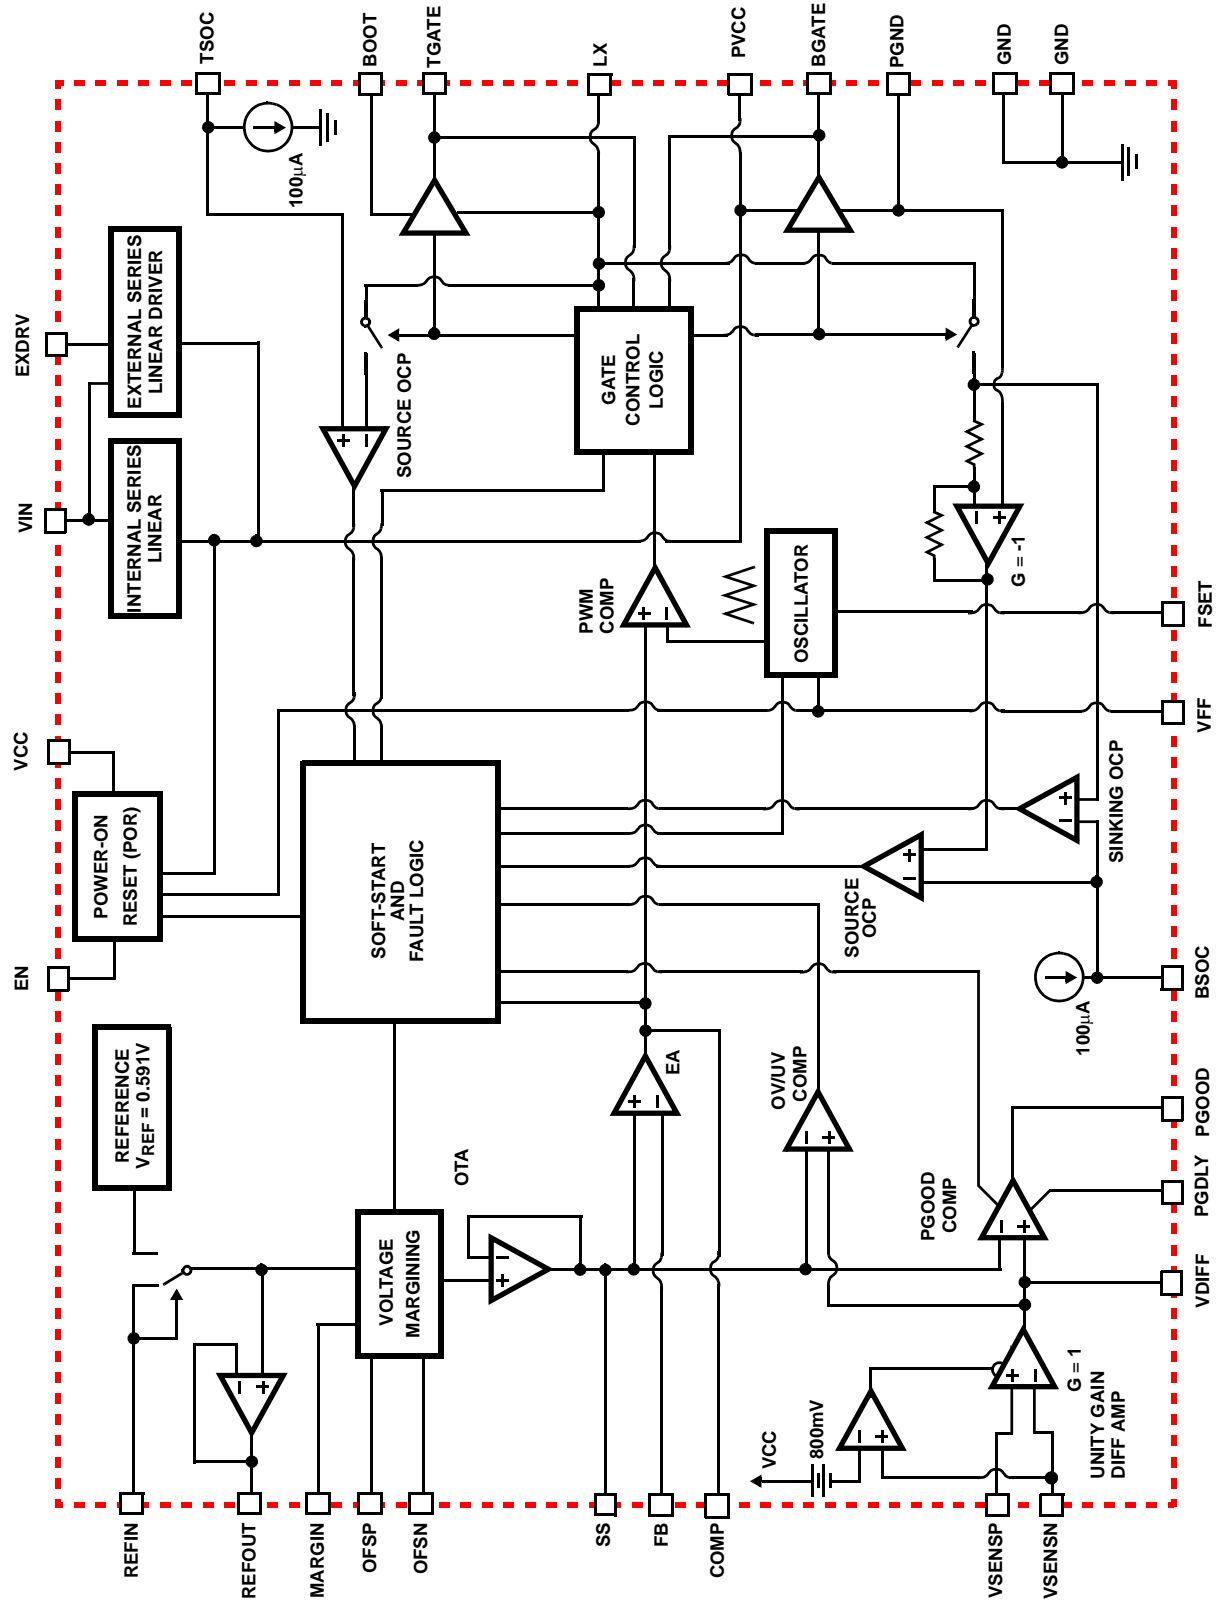 TSOC
BOOT
TGATE
LX
PVCC
BGATE
PGND
GND
GND
100µA
EXTERNAL SERIES
LINEAR DRIVER
EXDRV
INTERNAL SERIES
LINEAR
VIN
SOURCE OCP
+
−
GATE
CONTROL
LOGIC
PWM
COMP
+
−
OSCILLATOR
G = -1
−
+
FSET
VFF
VCC
POWER-ON
RESET (POR)
EN
SOFT-START
AND
FAULT LOGIC
SINKING OCP
−
+
SOURCE
OCP
−
+
100µA
BSOC
REFERENCE
VREF = 0.591V
EA
+
−
OV/UV
COMP
−
+
PGOOD
PGOOD
COMP
−
+
PGDLY
VDIFF
OTA
−
+
VOLTAGE
MARGINING
−
+
G = 1
UNITY GAIN
DIFF AMP
+
−
VCC
800mV
−
+
REFIN
REFOUT
MARGIN
OFSP
OFSN
SS
FB
COMP
VSENSP
VSENSN